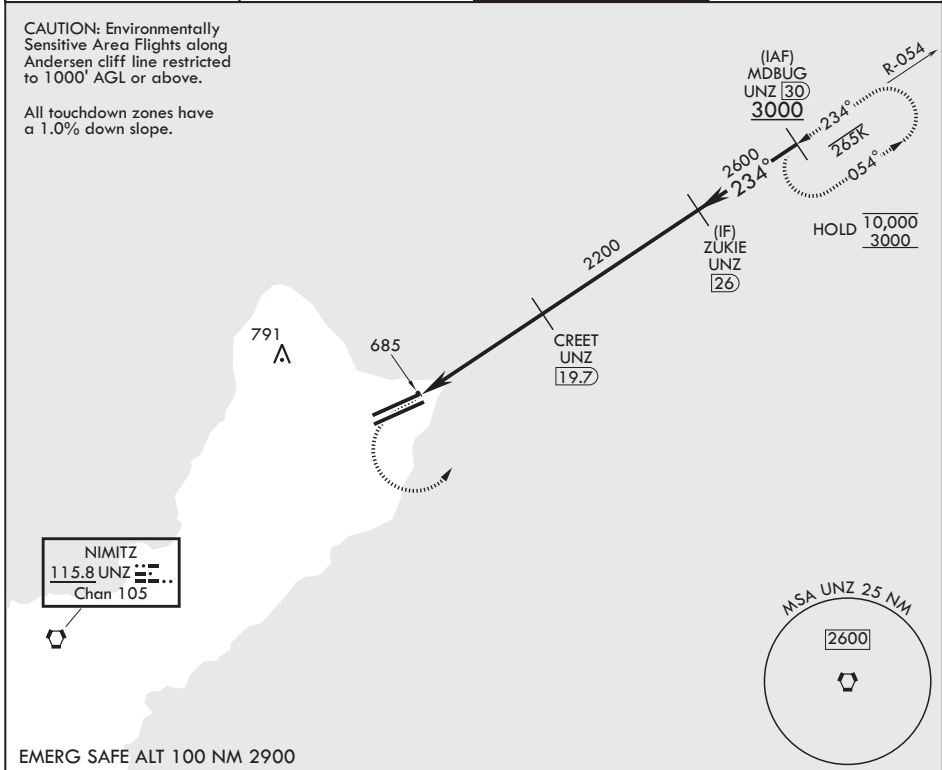 CAUTION: Environmentally
Sensitive Area Flights along
Andersen cliff line restricted
to 1000' AGL or above.
All touchdown zones have
a 1.0% down slope.
(IAF)
MDBUG
UNZ 30
3000
R-054
234°
265K
054°
HOLD 10,000
3000
2600
234°
(IF)
ZUKIE
UNZ
26
2200
CREET
UNZ
19.7
791
685
NIMITZ
115.8 UNZ
Chan 105
MSA UNZ 25 NM
2600
EMERG SAFE ALT 100 NM 2900